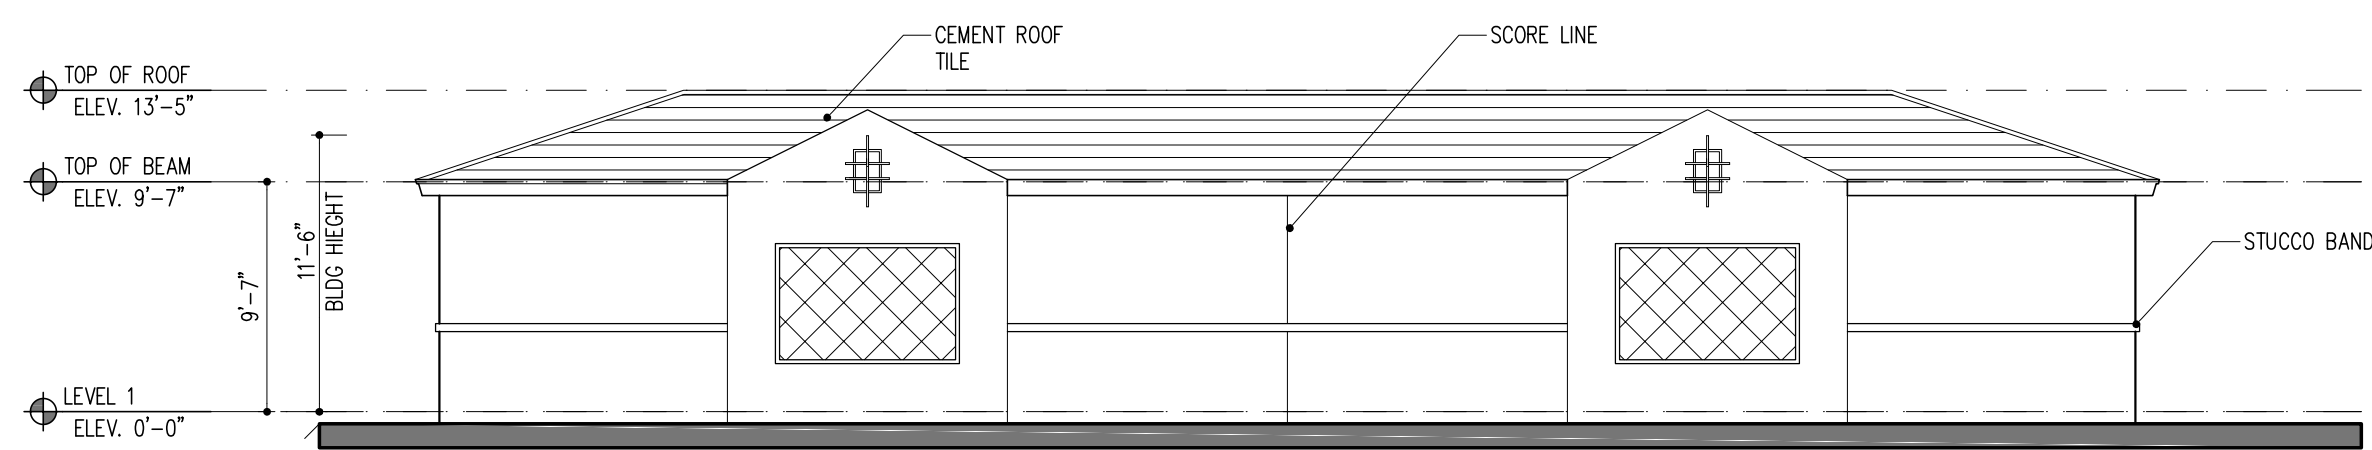 CEMENT ROOF
TILE
SCORE LINE
TOP OF ROOF
ELEV. 13'-5"
TOP OF BEAM
ELEV. 9'-7"
9'-7"
11'-6"
BLDG HIEGHT
STUCCO BAND
LEVEL 1
ELEV. 0'-0"